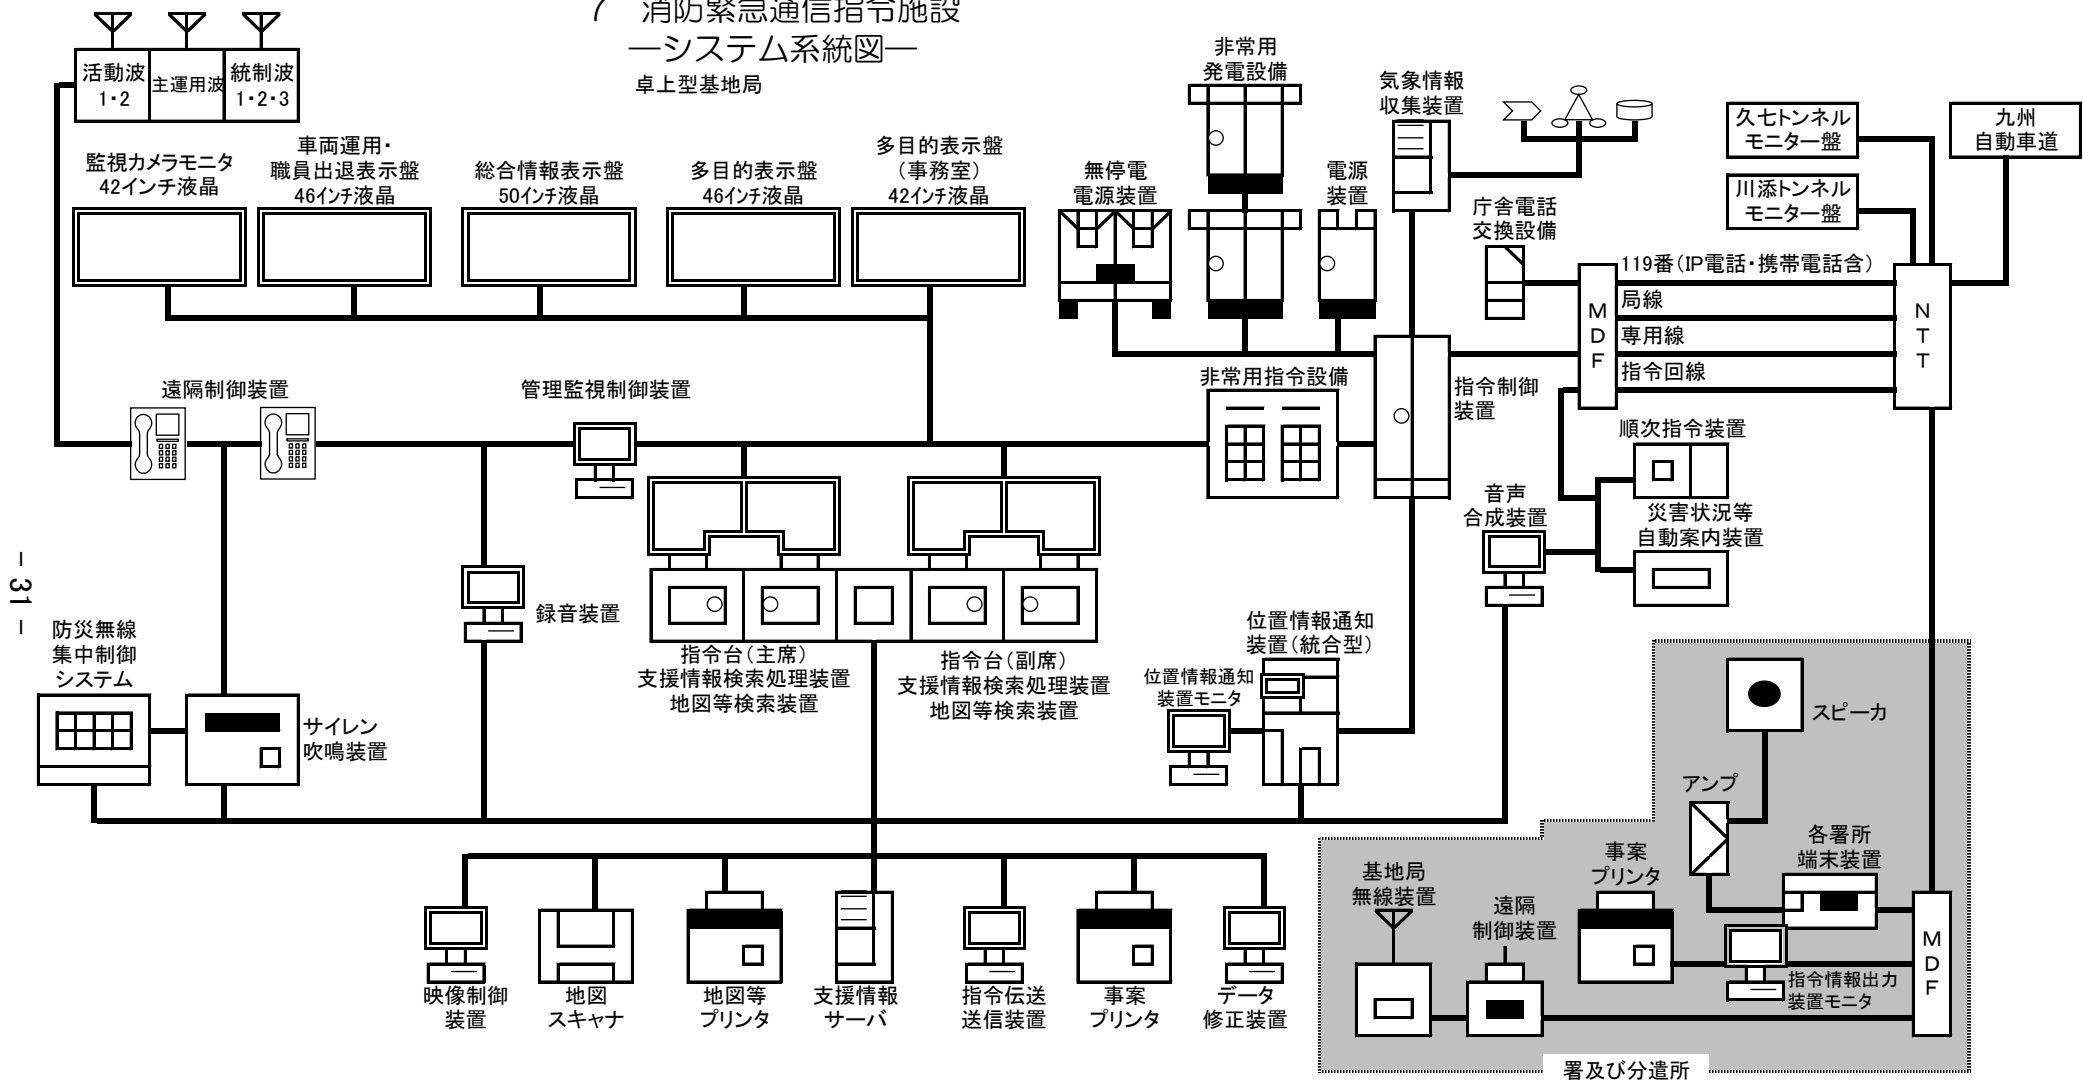 7　消防緊急通信指令施設
―システム系統図―
卓上型基地局
活動波
1・2
主運用波
統制波
1・2・3
監視カメラモニタ
42インチ液晶
車両運用・
職員出退表示盤
46インチ液晶
総合情報表示盤
50インチ液晶
多目的表示盤
46インチ液晶
多目的表示盤
(事務室)
42インチ液晶
無停電
電源装置
非常用
発電設備
電源
装置
気象情報
収集装置
庁舎電話
交換設備
久七トンネル
モニター盤
川添トンネル
モニター盤
九州
自動車道
119番(IP電話・携帯電話含)
局線
専用線
指令回線
MDF
NTT
遠隔制御装置
管理監視制御装置
非常用指令設備
指令制御
装置
順次指令装置
音声
合成装置
災害状況等
自動案内装置
録音装置
指令台(主席)
支援情報検索処理装置
地図等検索装置
指令台(副席)
支援情報検索処理装置
地図等検索装置
位置情報通知
装置(統合型)
位置情報通知
装置モニタ
防災無線
集中制御
システム
サイレン
吹鳴装置
スピーカ
アンプ
各署所
端末装置
事案
プリンタ
基地局
無線装置
遠隔
制御装置
指令情報出力
装置モニタ
MDF
映像制御
装置
地図
スキャナ
地図等
プリンタ
支援情報
サーバ
指令伝送
送信装置
事案
プリンタ
データ
修正装置
署及び分遣所
- 31 -